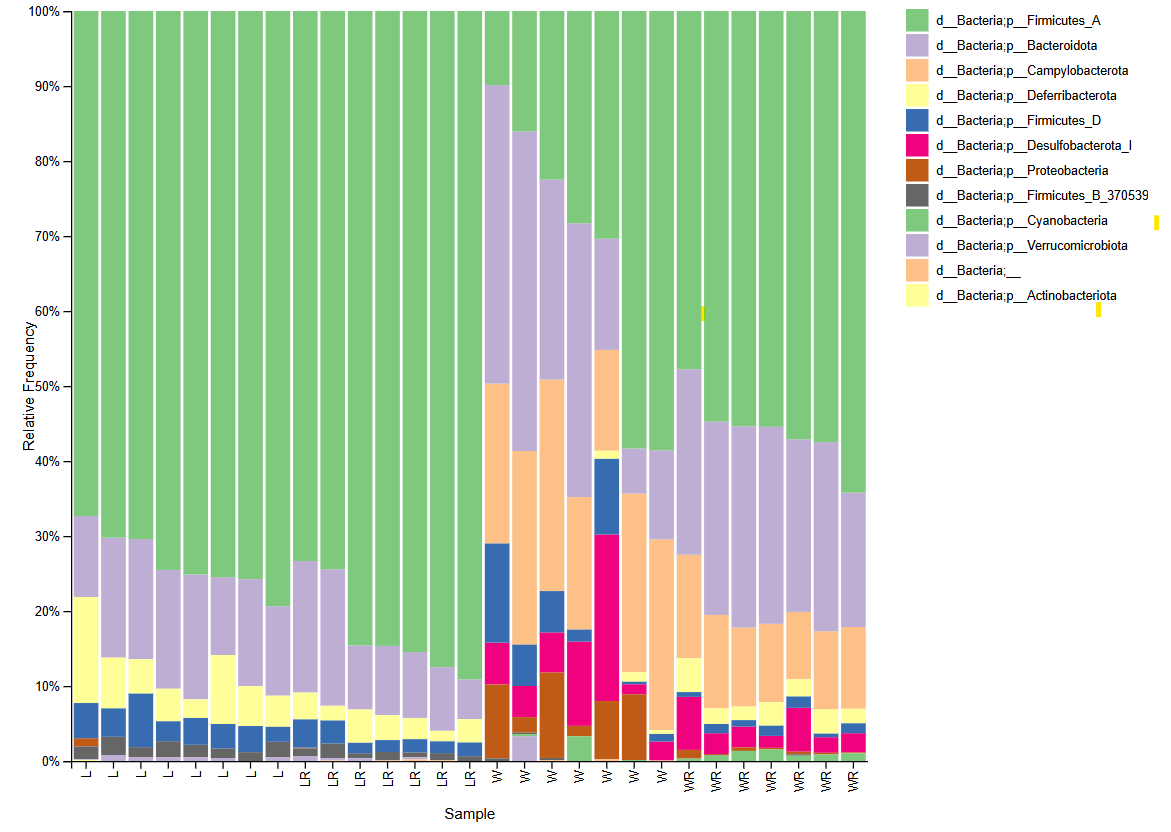 100%
90%
80%
70%
60%
50%
40%
30%
20%
10%
0%
Relative Frequency
L L L L L L L L LR LR LR LR LR LR LR W W W W W W W WR WR WR WR WR WR WR
Sample
d__Bacteria;p__Firmicutes_A
d__Bacteria;p__Bacteroidota
d__Bacteria;p__Campylobacterota
d__Bacteria;p__Deferribacterota
d__Bacteria;p__Firmicutes_D
d__Bacteria;p__Desulfobacterota_I
d__Bacteria;p__Proteobacteria
d__Bacteria;p__Firmicutes_B_370539
d__Bacteria;p__Cyanobacteria
d__Bacteria;p__Verrucomicrobiota
d__Bacteria;__
d__Bacteria;p__Actinobacteriota